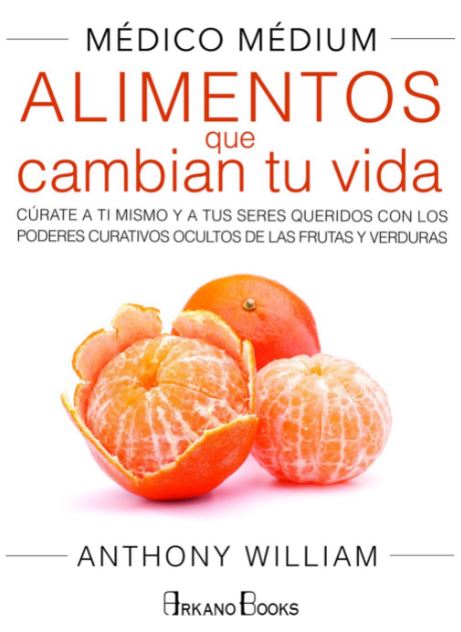 MÉDICO MÉDIUM
ALIMENTOS
que
cambian tu vida
CÚRATE A TI MISMO Y A TUS SERES QUERIDOS CON LOS
PODERES CURATIVOS OCULTOS DE LAS FRUTAS Y VERDURAS
ANTHONY WILLIAM
ARKANO BOOKS